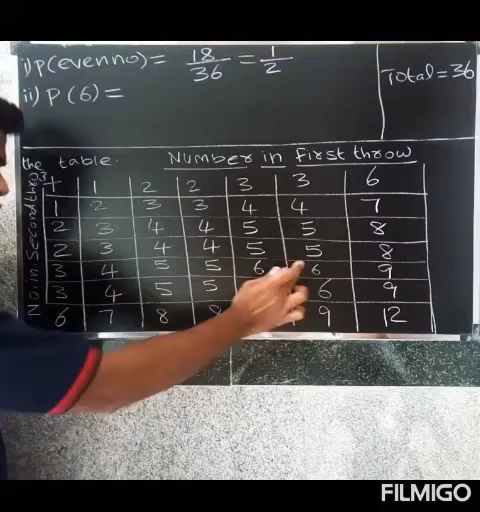 i) P(even no) = 18/36 = 1/2
ii) P(6) =
Total = 36
the table. Number in first throw
No. in Second throw
+ 1 2 2 3 3 6
1 2 3 3 4 4 7
2 3 4 4 5 5 8
2 3 4 4 5 5 8
3 4 5 5 6 6 9
3 4 5 5 6 9
6 7 8 8 9 12
FILMIGO